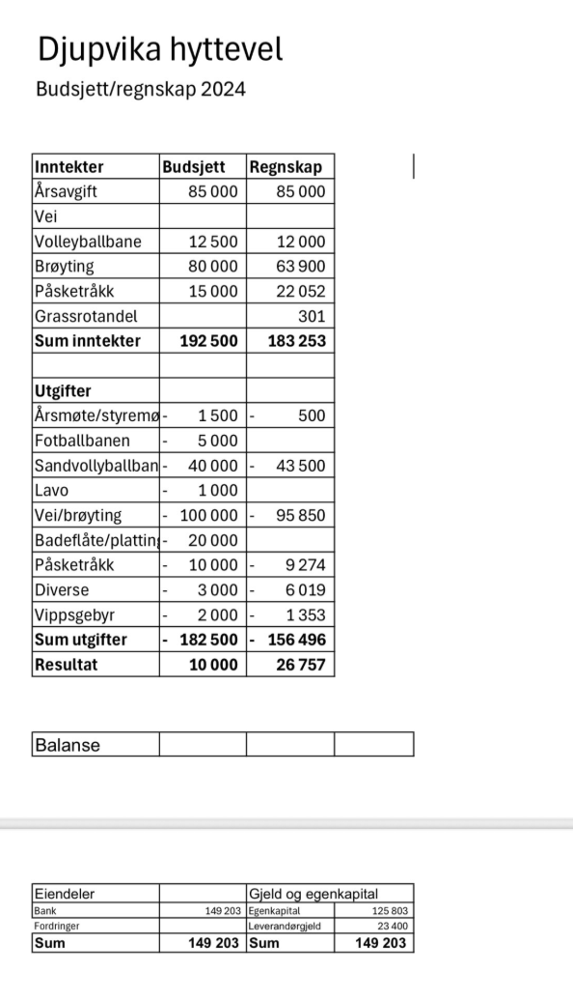 Djupvika hyttevel
Budsjett/regnskap 2024
Inntekter Budsjett Regnskap
Årsavgift 85 000 85 000
Vei
Volleyballbane 12 500 12 000
Brøyting 80 000 63 900
Påsketråkk 15 000 22 052
Grassrotandel 301
Sum inntekter 192 500 183 253
Utgifter
Årsmøte/styremø - 1 500 - 500
Fotballbanen - 5 000
Sandvollyballban - 40 000 - 43 500
Lavo - 1 000
Vei/brøyting - 100 000 - 95 850
Badeflåte/platting - 20 000
Påsketråkk - 10 000 - 9 274
Diverse - 3 000 - 6 019
Vippsgebyr - 2 000 - 1 353
Sum utgifter - 182 500 - 156 496
Resultat 10 000 26 757
Balanse
Eiendeler Gjeld og egenkapital
Bank 149 203 Egenkapital 125 803
Fordringer Leverandørgjeld 23 400
Sum 149 203 Sum 149 203